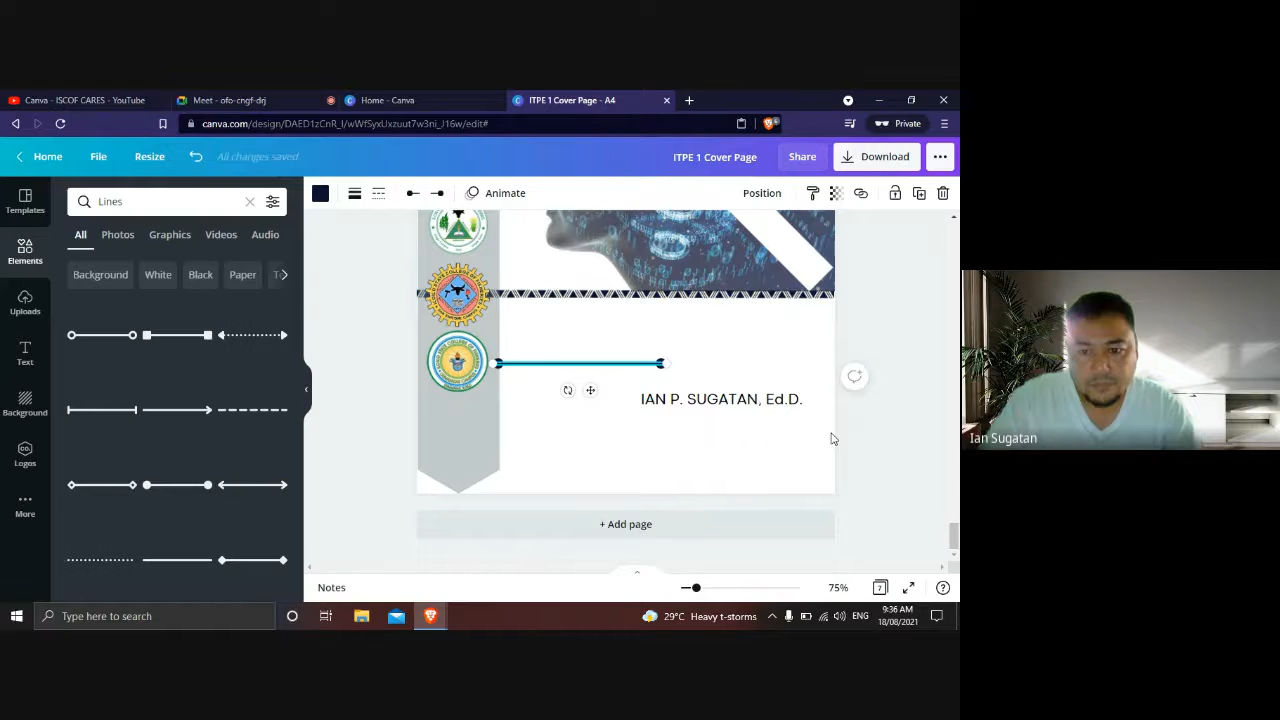 Canva - ISCOF CARES - YouTube
Meet - ofo-cngf-drj
Home - Canva
ITPE 1 Cover Page - A4
canva.com/design/DAED1zCnR_I/wWfSyxUxzuut7w3ni_J16w/edit#
6
Private
Home
File
Resize
All changes saved
ITPE 1 Cover Page
Share
Download
Templates
Elements
Uploads
Text
Background
Logos
More
Lines
All
Photos
Graphics
Videos
Audio
Background
White
Black
Paper
Animate
Position
IAN P. SUGATAN, Ed.D.
+ Add page
Notes
75%
7
Type here to search
29°C Heavy t-storms
ENG
9:36 AM
18/08/2021
Ian Sugatan